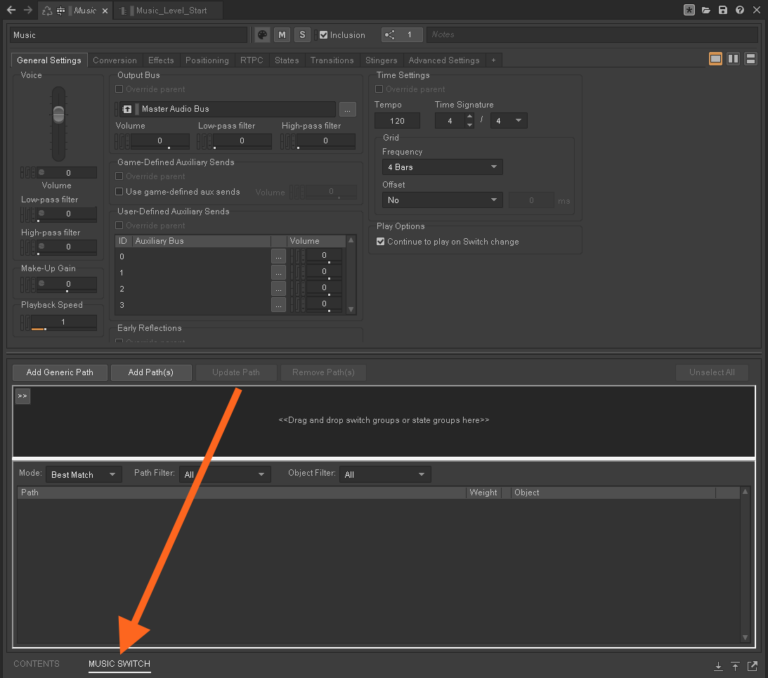 Music
Music_Level_Start
Music
M
S
Inclusion
1
Notes
General Settings
Conversion
Effects
Positioning
RTPC
States
Transitions
Stingers
Advanced Settings
+
Voice
0
Volume
Low-pass filter
0
High-pass filter
0
Make-Up Gain
0
Playback Speed
1
Output Bus
Override parent
Master Audio Bus
...
Volume
Low-pass filter
High-pass filter
0
0
0
Game-Defined Auxiliary Sends
Override parent
Use game-defined aux sends
Volume
0
User-Defined Auxiliary Sends
Override parent
ID
Auxiliary Bus
Volume
0
...
0
1
...
0
2
...
0
3
...
0
Early Reflections
Override parent
Time Settings
Override parent
Tempo
Time Signature
120
4 / 4
Grid
Frequency
4 Bars
Offset
No
0
ms
Play Options
Continue to play on Switch change
Add Generic Path
Add Path(s)
Update Path
Remove Path(s)
Unselect All
>>
<<Drag and drop switch groups or state groups here>>
Mode:
Best Match
Path Filter:
All
Object Filter:
All
Path
Weight
Object
CONTENTS
MUSIC SWITCH